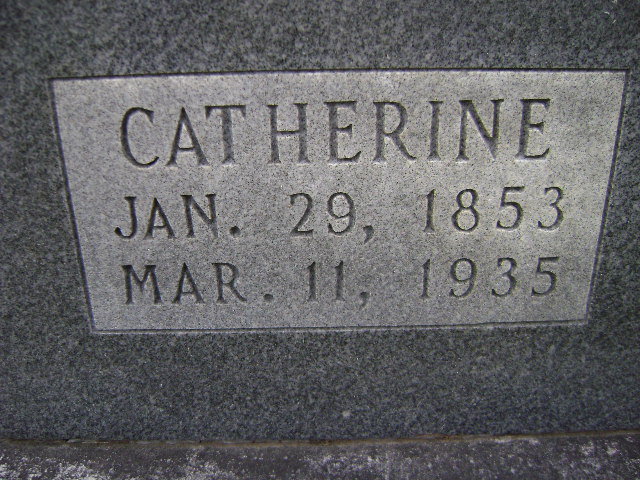 CATHERINE
JAN. 29, 1853
MAR. 11, 1935